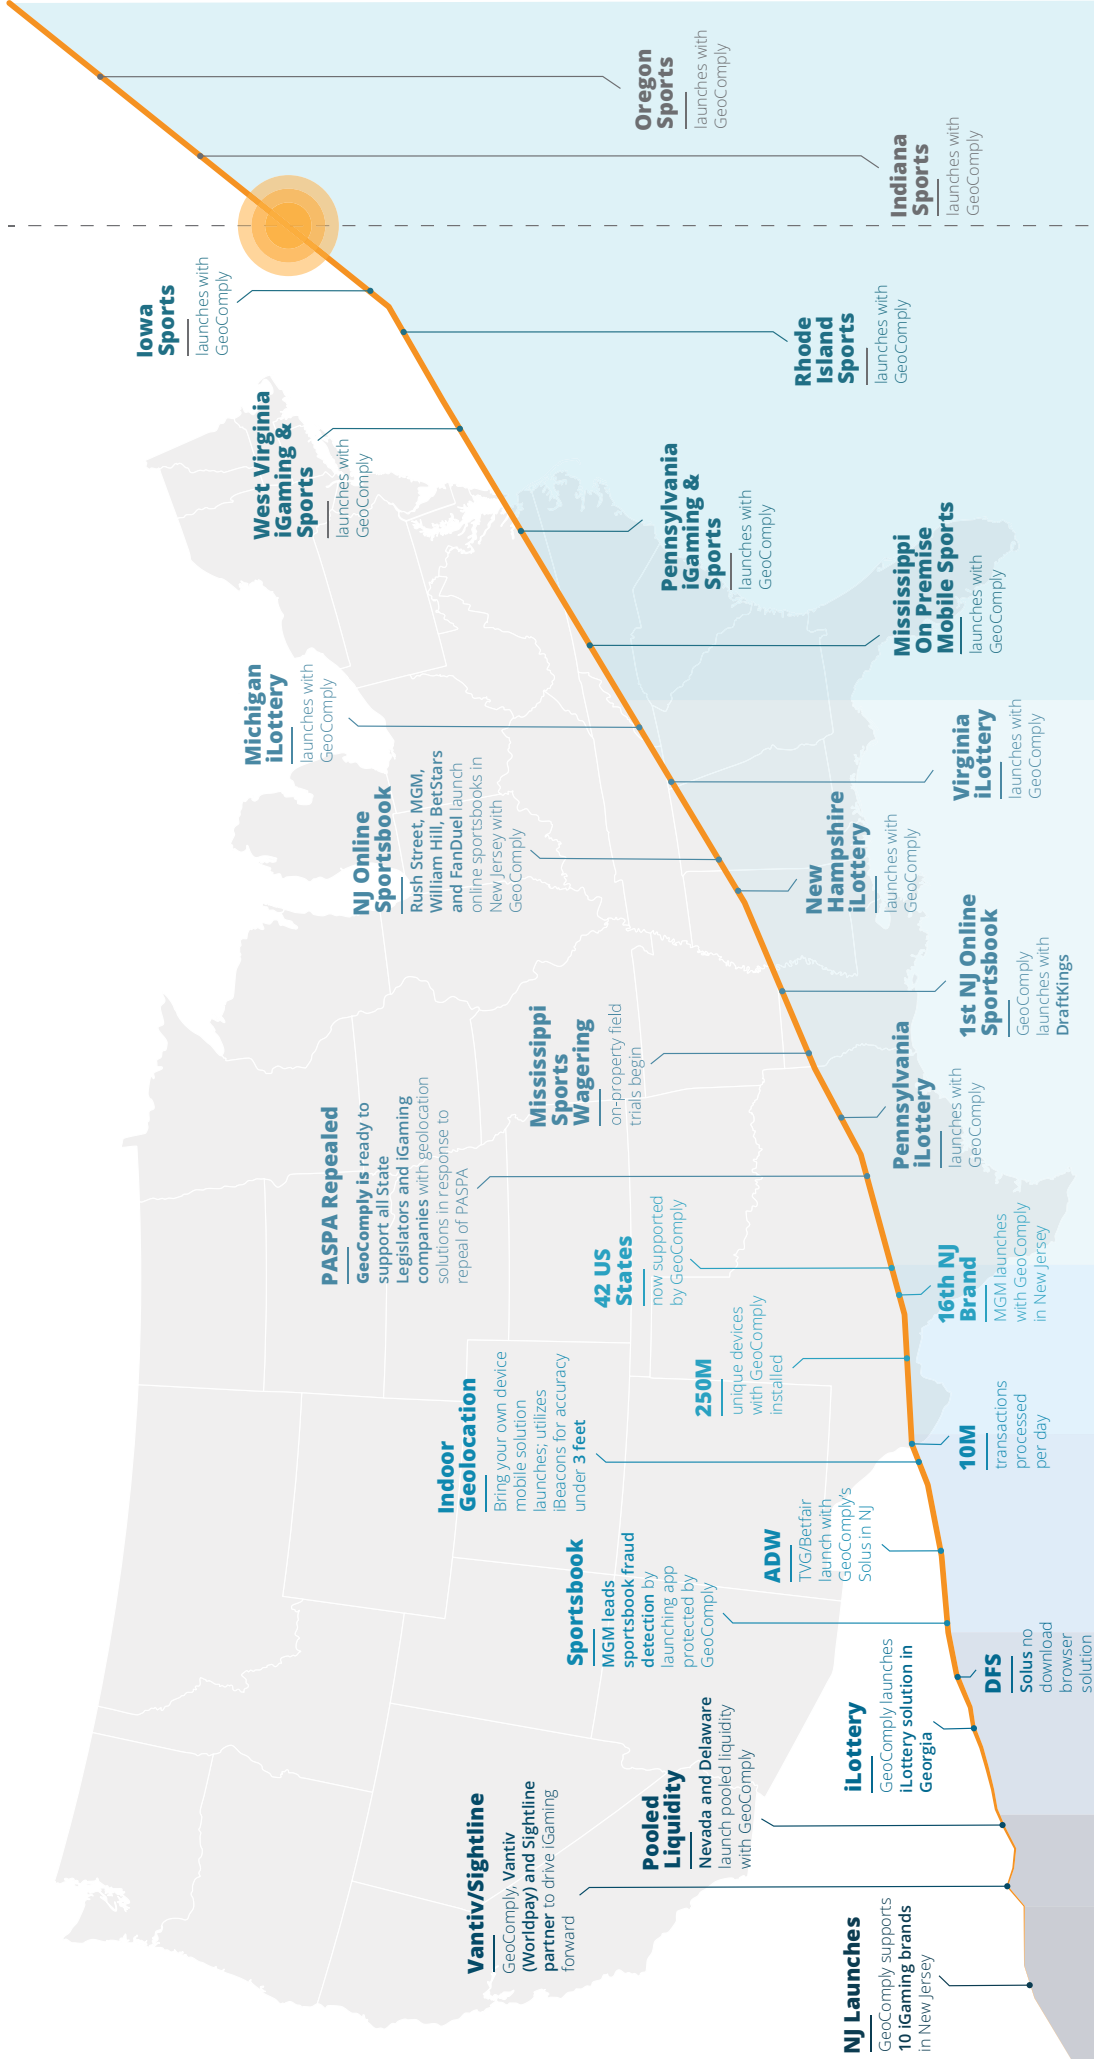 NJ Launches
GeoComply supports
10 iGaming brands
in New Jersey
Vantiv/Sightline
GeoComply, Vantiv
(Worldpay) and Sightline
partner to drive iGaming
forward
Pooled
Liquidity
Nevada and Delaware
launch pooled liquidity
with GeoComply
iLottery
GeoComply launches
iLottery solution in
Georgia
DFS
Solus no
download
browser
solution
Sportsbook
MGM leads
sportsbook fraud
detection by
launching app
protected by
GeoComply
ADW
TVG/Betfair
launch with
GeoComply's
Solus in NJ
Indoor
Geolocation
Bring your own device
mobile solution
launches; utilizes
iBeacons for accuracy
under 3 feet
10M
transactions
processed
per day
250M
unique devices
with GeoComply
installed
16th NJ
Brand
MGM launches
with GeoComply
in New Jersey
42 US
States
now supported
by GeoComply
PASPA Repealed
GeoComply is ready to
support all State
Legislators and iGaming
companies with geolocation
solutions in response to
repeal of PASPA
Pennsylvania
iLottery
launches with
GeoComply
Mississippi
Sports
Wagering
on-property field
trials begin
1st NJ Online
Sportsbook
GeoComply
launches with
DraftKings
New
Hampshire
iLottery
launches with
GeoComply
NJ Online
Sportsbook
Rush Street, MGM,
William Hill, BetStars
and FanDuel launch
online sportsbooks in
New Jersey with
GeoComply
Virginia
iLottery
launches with
GeoComply
Michigan
iLottery
launches with
GeoComply
Mississippi
On Premise
Mobile Sports
launches with
GeoComply
Pennsylvania
iGaming &
Sports
launches with
GeoComply
West Virginia
iGaming &
Sports
launches with
GeoComply
Rhode
Island
Sports
launches with
GeoComply
Iowa
Sports
launches with
GeoComply
Indiana
Sports
launches with
GeoComply
Oregon
Sports
launches with
GeoComply